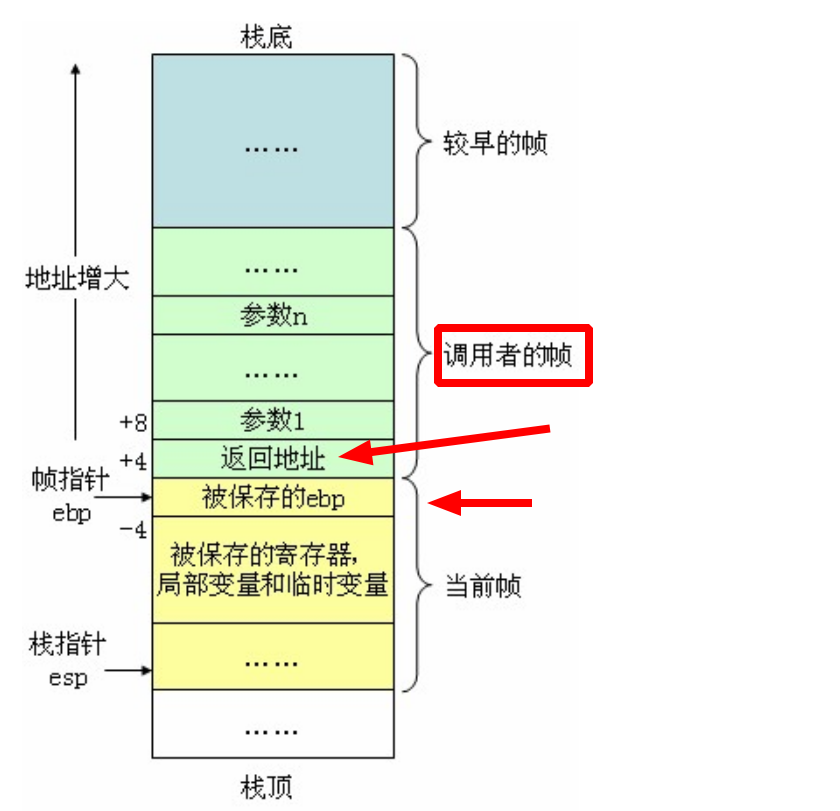 栈底
……
较早的帧
地址增大
……
参数n
……
调用者的帧
+8
参数1
+4
返回地址
帧指针
ebp
被保存的ebp
-4
被保存的寄存器,
局部变量和临时变量
当前帧
栈指针
esp
……
……
栈顶